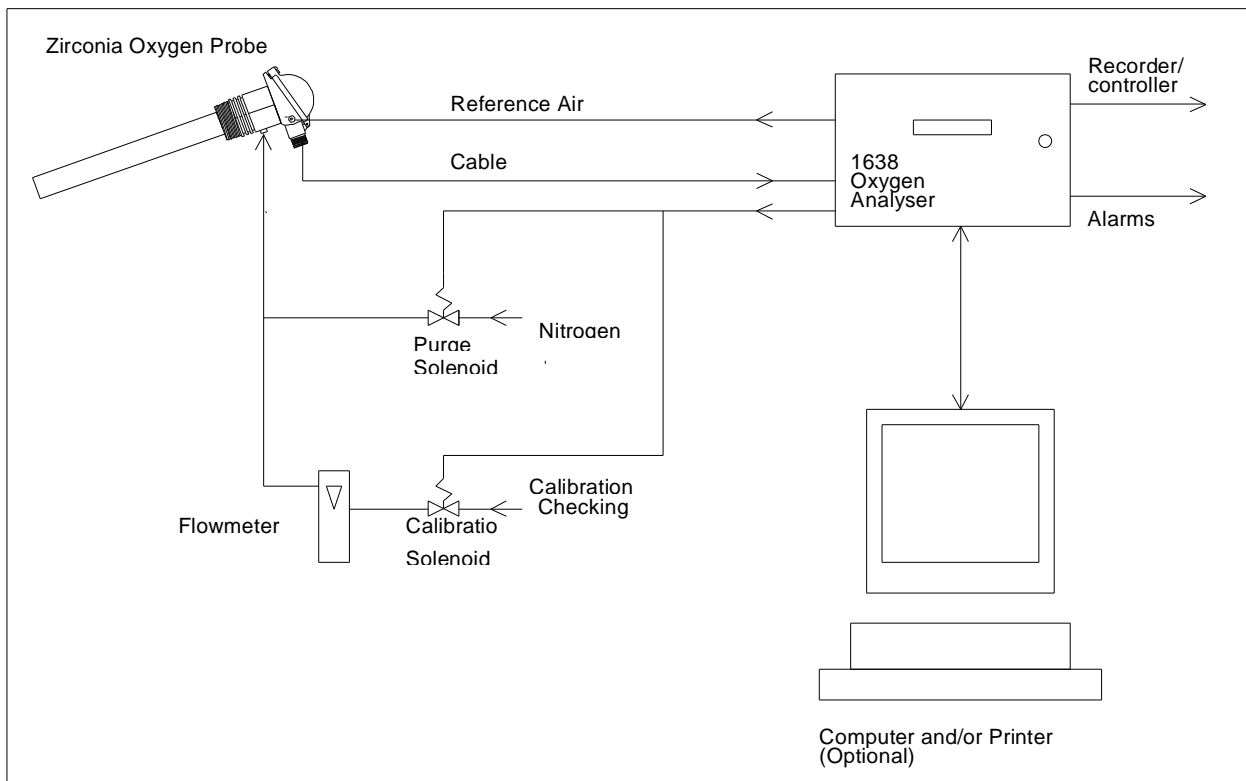 Zirconia Oxygen Probe
Reference Air
Recorder/
controller
Cable
1638
Oxygen
Analyser
Alarms
Nitrogen
Purge
Solenoid
Calibration
Checking
Flowmeter
Calibratio
Solenoid
Computer and/or Printer
(Optional)